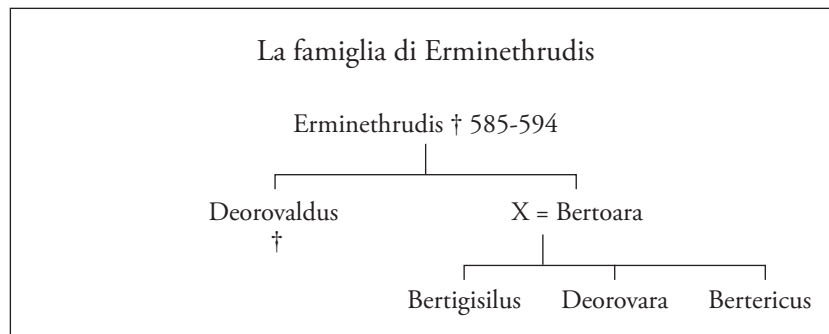 La famiglia di Erminethrudis
Erminethrudis † 585-594
Deorovaldus X = Bertoara
†
Bertigisilus Deorovara Bertericus